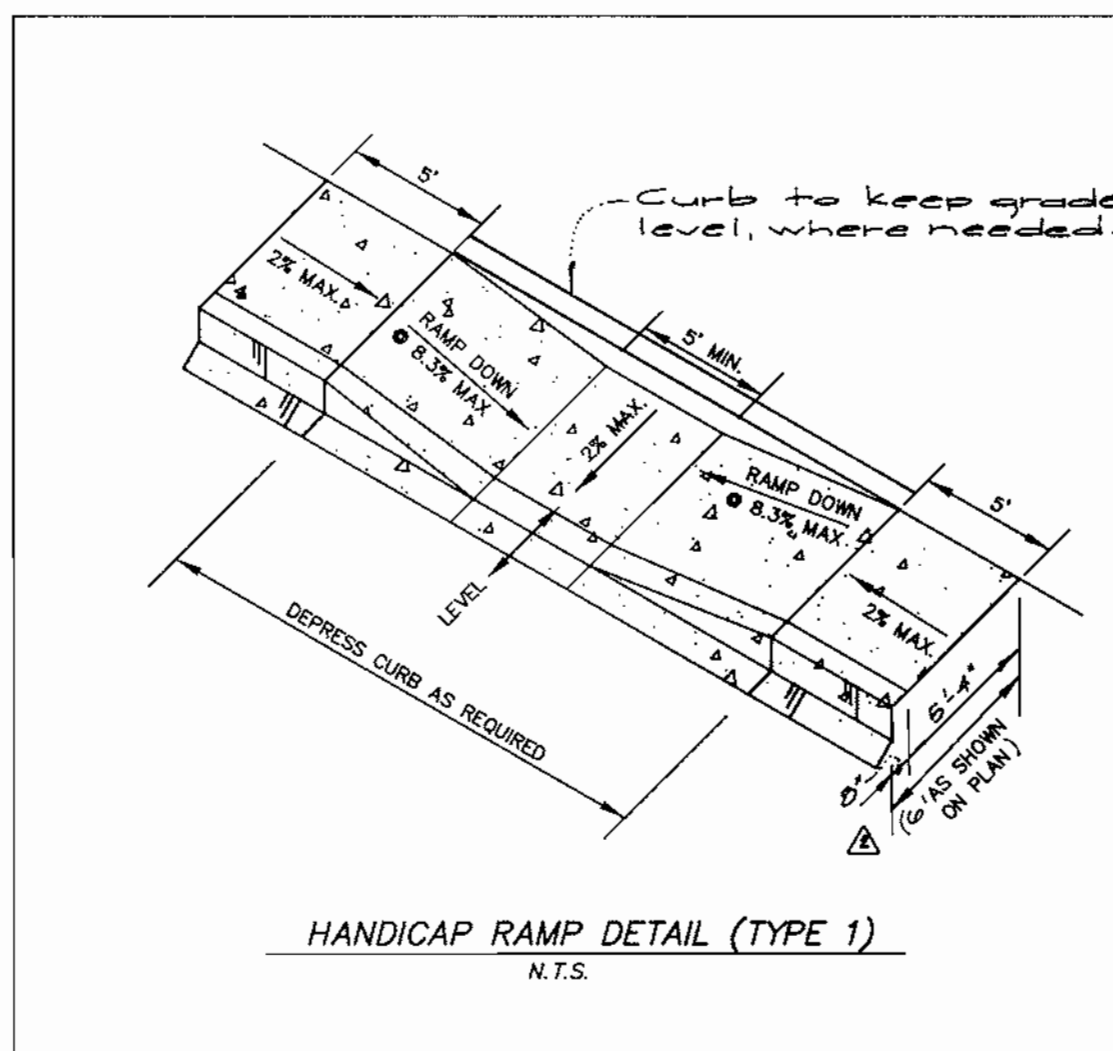 5'
Curb to keep grade
level, where needed.
2% MAX.
RAMP DOWN
@ 8.3% MAX
5' MIN.
2% MAX.
RAMP DOWN
@ 8.3% MAX.
5'
LEVEL
2% MAX.
DEPRESS CURB AS REQUIRED
(6' AS SHOWN
ON PLAN)
HANDICAP RAMP DETAIL (TYPE 1)
N.T.S.